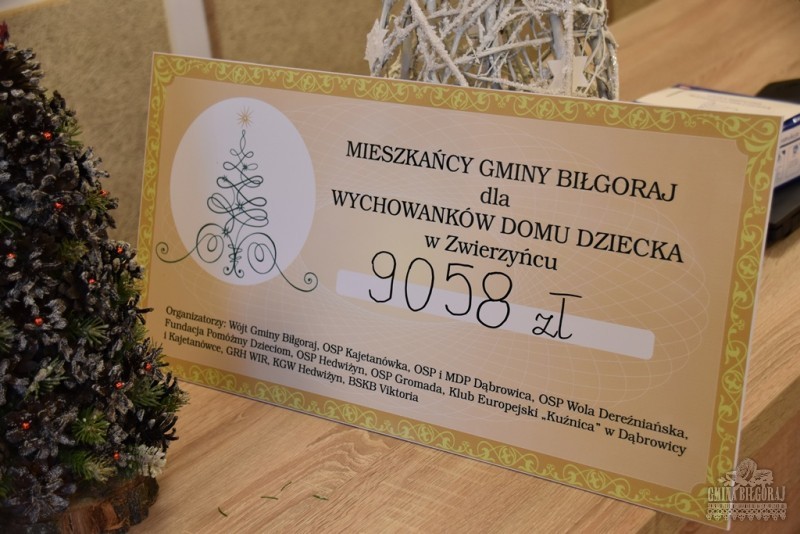 MIESZKAŃCY GMINY BIŁGORAJ
dla
WYCHOWANKÓW DOMU DZIECKA
w Zwierzyńcu
9058 zł
Organizatorzy: Wójt Gminy Biłgoraj, OSP Kajetanówka, OSP i MDP Dąbrowica, OSP Wola Dereźniańska,
Fundacja Pomóżmy Dzieciom, OSP Hedwiżyn, OSP Gromada, Klub Europejski „Kuźnica" w Dąbrowicy
i Kajetanówce, GRH WIR, KGW Hedwiżyn, BSKB Viktoria
GMINA BIŁGORAJ